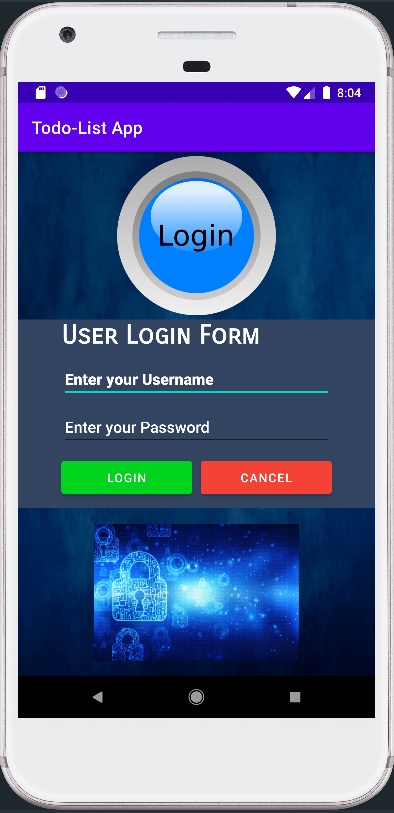 8:04
Todo-List App
Login
User Login Form
Enter your Username
Enter your Password
LOGIN CANCEL